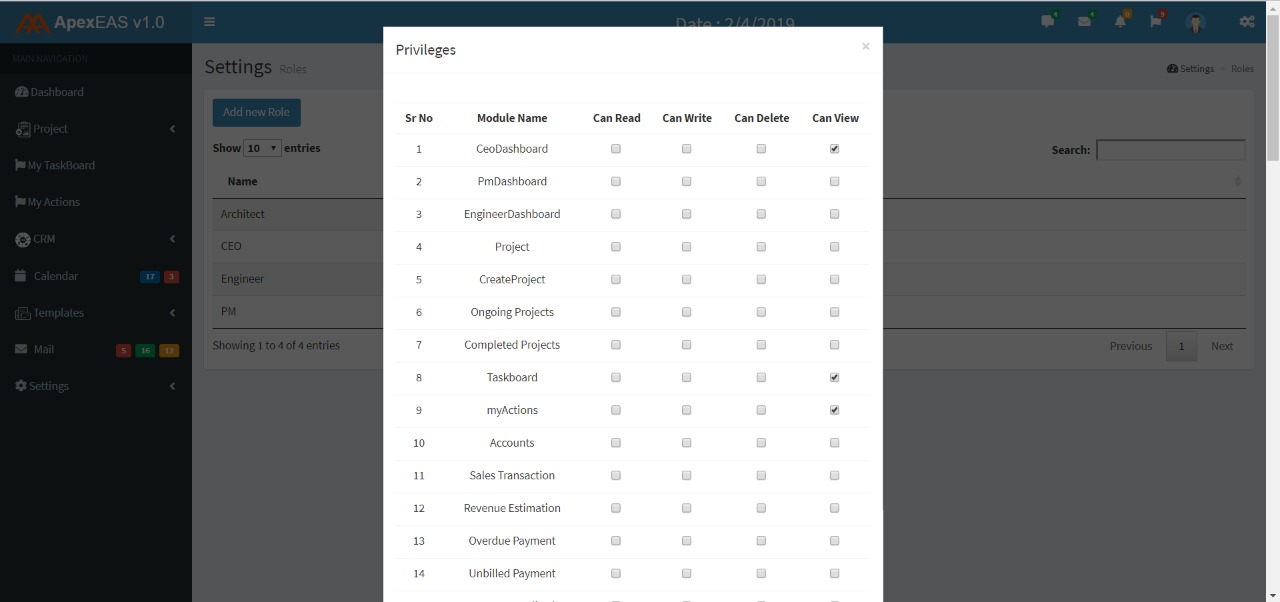 ApexEAS v1.0
Date : 2/4/2019
4
4
0
9
MAIN NAVIGATION
Dashboard
Project
My TaskBoard
My Actions
CRM
Calendar 17 3
Templates
Mail 5 16 12
Settings
Settings Roles
Settings > Roles
Add new Role
Show 10 entries
Search:
Name
Architect
CEO
Engineer
PM
Showing 1 to 4 of 4 entries
Previous 1 Next
Privileges ×
Sr No Module Name Can Read Can Write Can Delete Can View
1 CeoDashboard
2 PmDashboard
3 EngineerDashboard
4 Project
5 CreateProject
6 Ongoing Projects
7 Completed Projects
8 Taskboard
9 myActions
10 Accounts
11 Sales Transaction
12 Revenue Estimation
13 Overdue Payment
14 Unbilled Payment